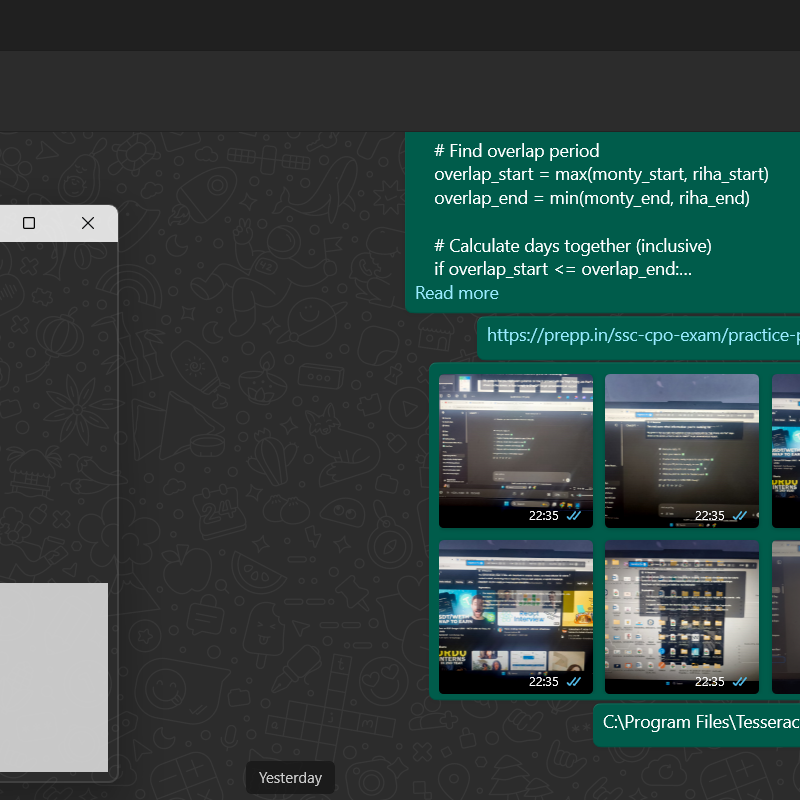 # Find overlap period
overlap_start = max(monty_start, riha_start)
overlap_end = min(monty_end, riha_end)
# Calculate days together (inclusive)
if overlap_start <= overlap_end:...
Read more
https://prepp.in/ssc-cpo-exam/practice-p
22:35
22:35
22:35
22:35
C:\Program Files\Tesserac
Yesterday